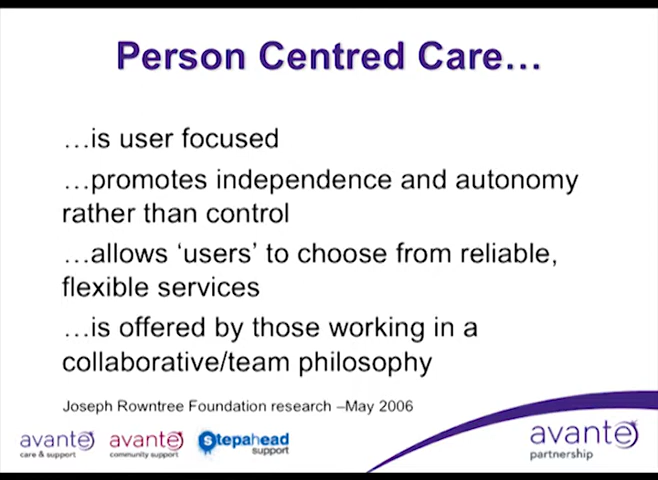 Person Centred Care…
…is user focused
…promotes independence and autonomy
rather than control
…allows ‘users’ to choose from reliable,
flexible services
…is offered by those working in a
collaborative/team philosophy
Joseph Rowntree Foundation research –May 2006
avante
care & support
avante
community support
stepahead
support
avante
partnership